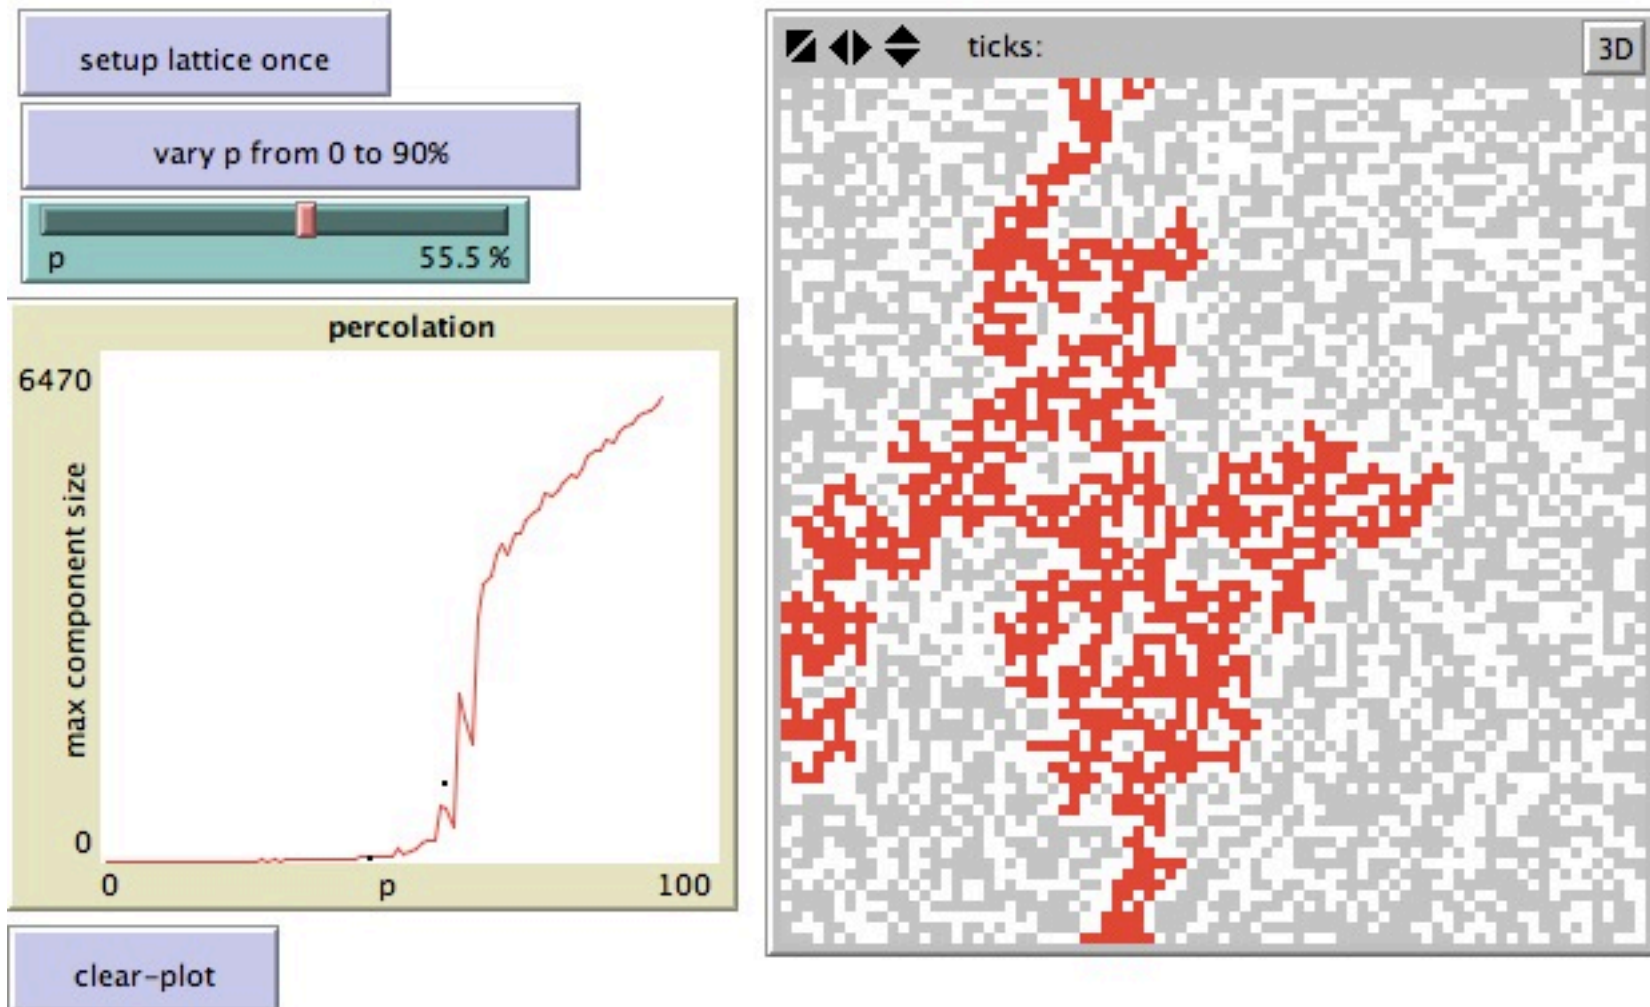 setup lattice once
vary p from 0 to 90%
p 55.5 %
percolation
6470
max component size
0
0 p 100
clear-plot
ticks:
3D